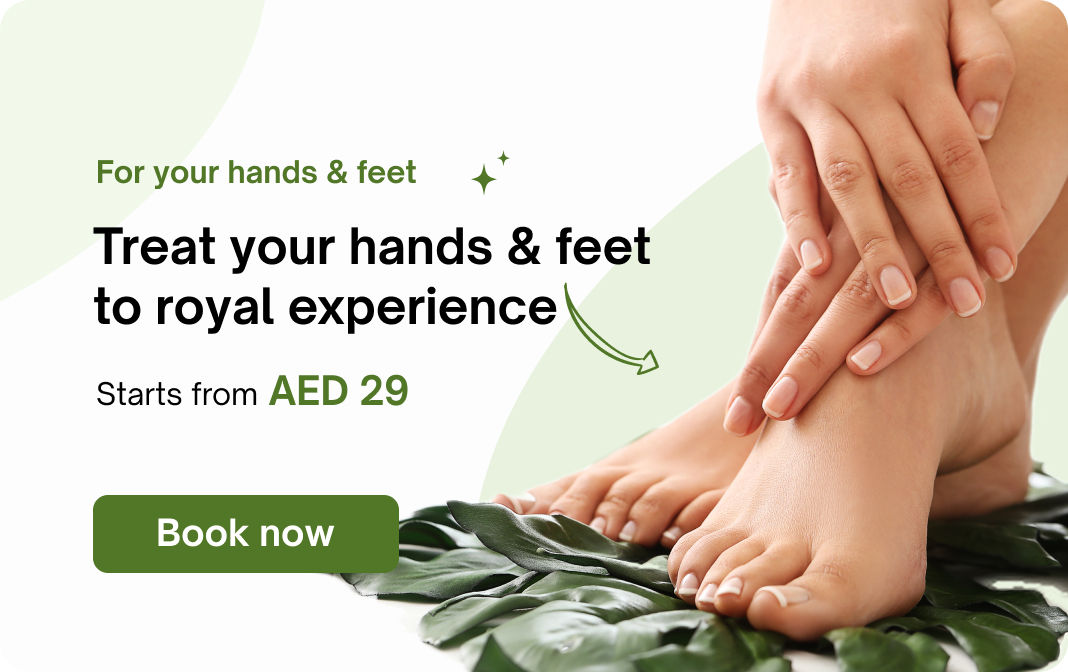 For your hands & feet
Treat your hands & feet
to royal experience
Starts from AED 29
Book now